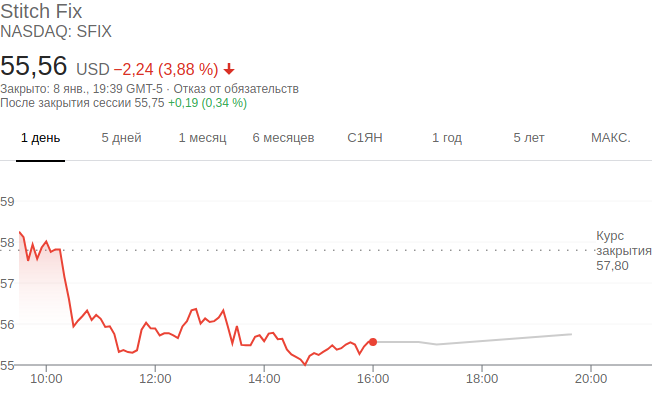 Stitch Fix
NASDAQ: SFIX
55,56 USD −2,24 (3,88 %)
Закрыто: 8 янв., 19:39 GMT-5 · Отказ от обязательств
После закрытия сессии 55,75 +0,19 (0,34 %)
1 день 5 дней 1 месяц 6 месяцев С1ЯН 1 год 5 лет МАКС.
59
58
57
56
55
Курс
закрытия
57,80
10:00 12:00 14:00 16:00 18:00 20:00